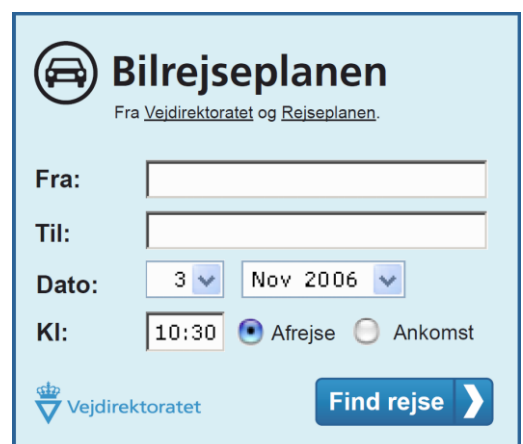 Bilrejseplanen
Fra Vejdirektoratet og Rejseplanen.
Fra:
Til:
Dato: 3 Nov 2006
Kl: 10:30 Afrejse Ankomst
Vejdirektoratet Find rejse